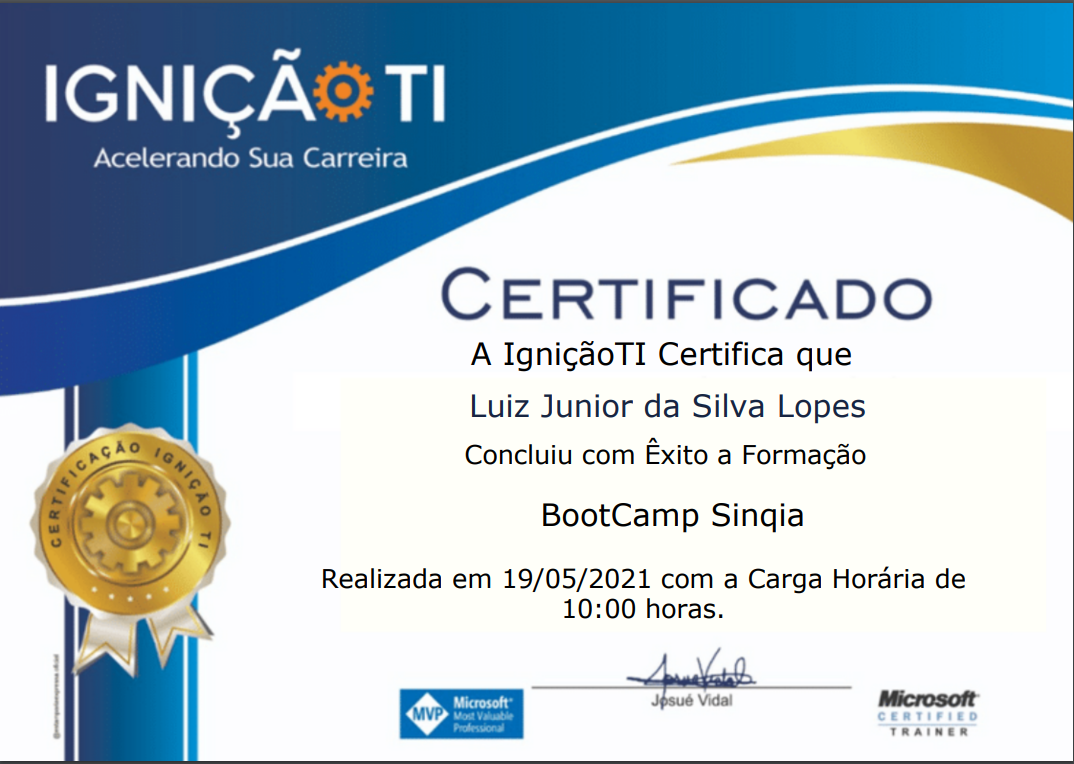 IGNIÇÃO TI
Acelerando Sua Carreira
CERTIFICADO
A IgniçãoTI Certifica que
Luiz Junior da Silva Lopes
Concluiu com Êxito a Formação
BootCamp Sinqia
Realizada em 19/05/2021 com a Carga Horária de
10:00 horas.
CERTIFICAÇÃO IGNIÇÃO TI
Josué Vidal
MVP
Microsoft®
Most Valuable
Professional
Microsoft
CERTIFIED
TRAINER